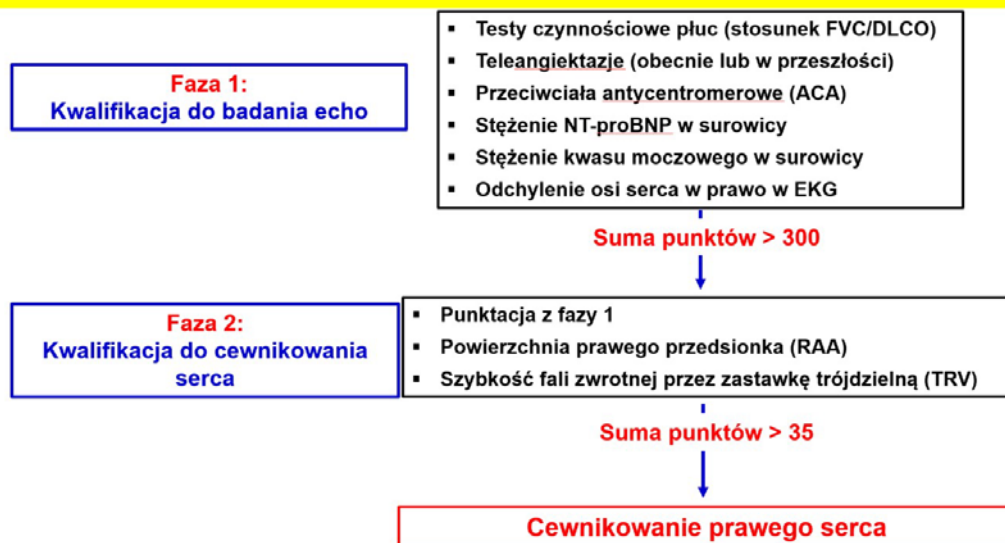 Testy czynnościowe płuc (stosunek FVC/DLCO)
Teleangiektazje (obecnie lub w przeszłości)
Przeciwciała antycentromerowe (ACA)
Stężenie NT-proBNP w surowicy
Stężenie kwasu moczowego w surowicy
Odchylenie osi serca w prawo w EKG
Faza 1:
Kwalifikacja do badania echo
Suma punktów > 300
Faza 2:
Kwalifikacja do cewnikowania
serca
Punktacja z fazy 1
Powierzchnia prawego przedsionka (RAA)
Szybkość fali zwrotnej przez zastawkę trójdzielną (TRV)
Suma punktów > 35
Cewnikowanie prawego serca